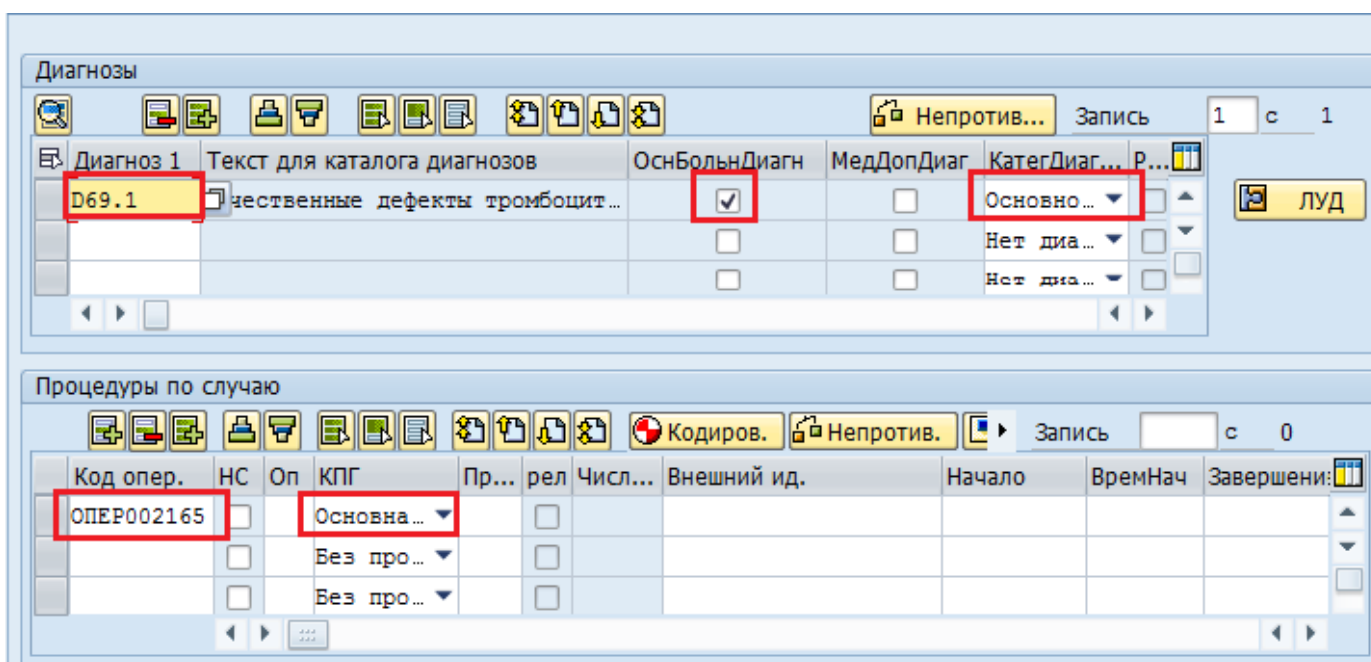 Диагнозы
Непротив... Запись 1 с 1
Диагноз 1 Текст для каталога диагнозов ОснБольнДиагн МедДопДиаг КатегДиаг... Р...
D69.1 чественные дефекты тромбоцит... Основно...
ЛУД
Нет диа...
Нет диа...
Процедуры по случаю
Кодиров. Непротив. Запись с 0
Код опер. НС Оп КПГ Пр... рел Числ... Внешний ид. Начало ВремНач Завершени
ОПЕР002165 Основна...
Без про...
Без про...